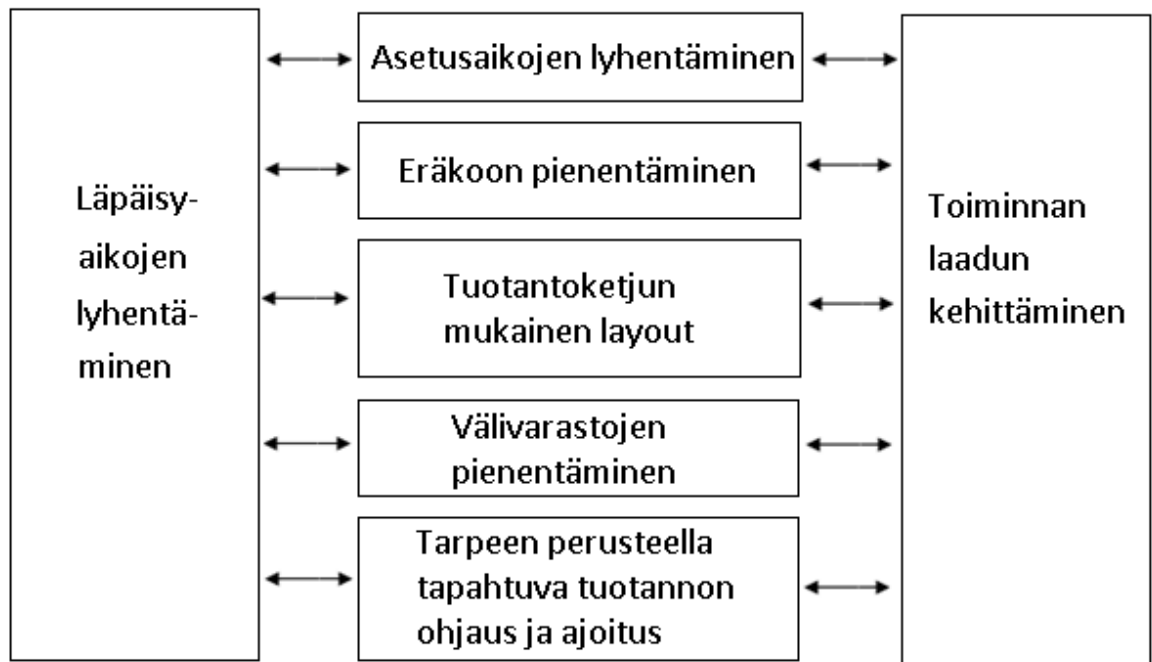 Läpäisy-
aikojen
lyhentä-
minen
Asetusaikojen lyhentäminen
Eräkoon pienentäminen
Tuotantoketjun
mukainen layout
Välivarastojen
pienentäminen
Tarpeen perusteella
tapahtuva tuotannon
ohjaus ja ajoitus
Toiminnan
laadun
kehittäminen